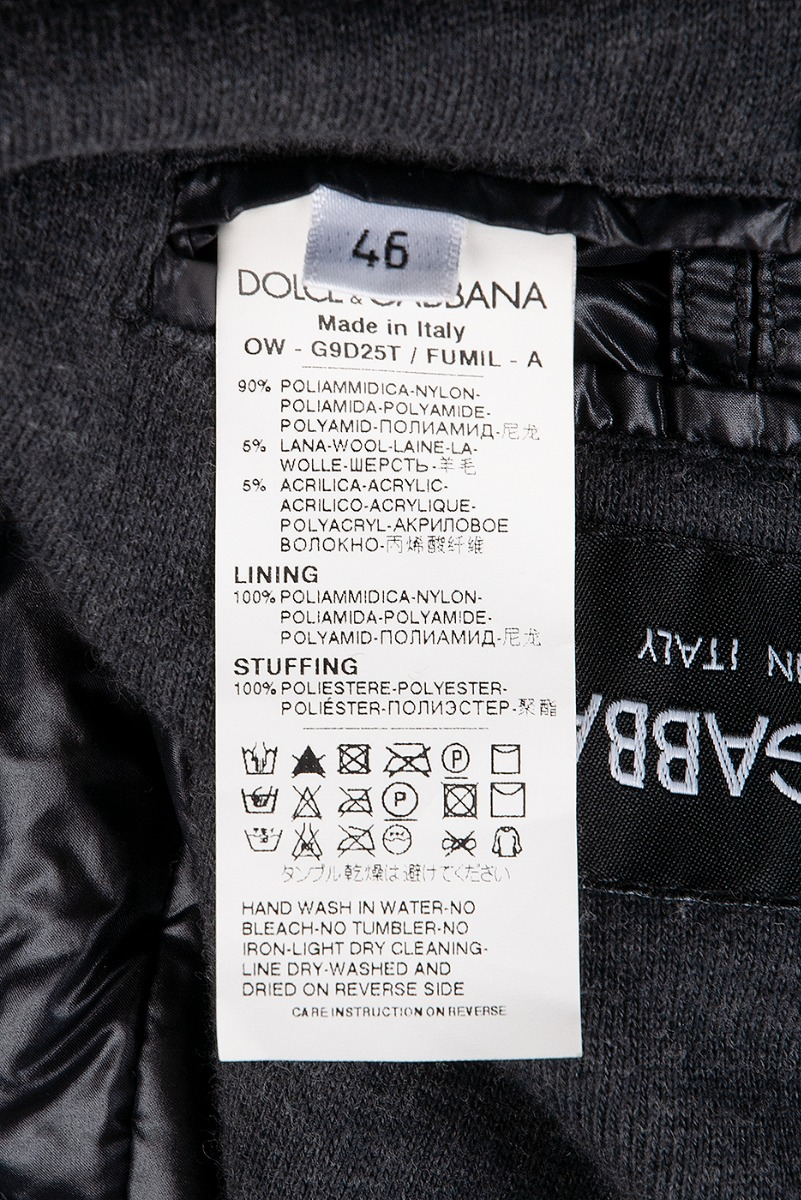 46
DOLCE & GABBANA
Made in Italy
OW - G9D25T / FUMIL - A
90% POLIAMMIDICA-NYLON-
POLIAMIDA-POLYAMIDE-
POLYAMID-ПОЛИАМИД-尼龙
5% LANA-WOOL-LAINE-LA-
WOLLE-ШЕРСТЬ-羊毛
5% ACRILICA-ACRYLIC-
ACRILICO-ACRYLIQUE-
POLYACRYL-АКРИЛОВОЕ
ВОЛОКНО-丙烯酸纤维
LINING
100% POLIAMMIDICA-NYLON-
POLIAMIDA-POLYAMIDE-
POLYAMID-ПОЛИАМИД-尼龙
STUFFING
100% POLIESTERE-POLYESTER-
POLIÉSTER-ПОЛИЭСТЕР-聚酯
P
P
タンブル乾燥は避けてください
HAND WASH IN WATER-NO
BLEACH-NO TUMBLER-NO
IRON-LIGHT DRY CLEANING-
LINE DRY-WASHED AND
DRIED ON REVERSE SIDE
CARE INSTRUCTION ON REVERSE
GABBA
IN ITALY